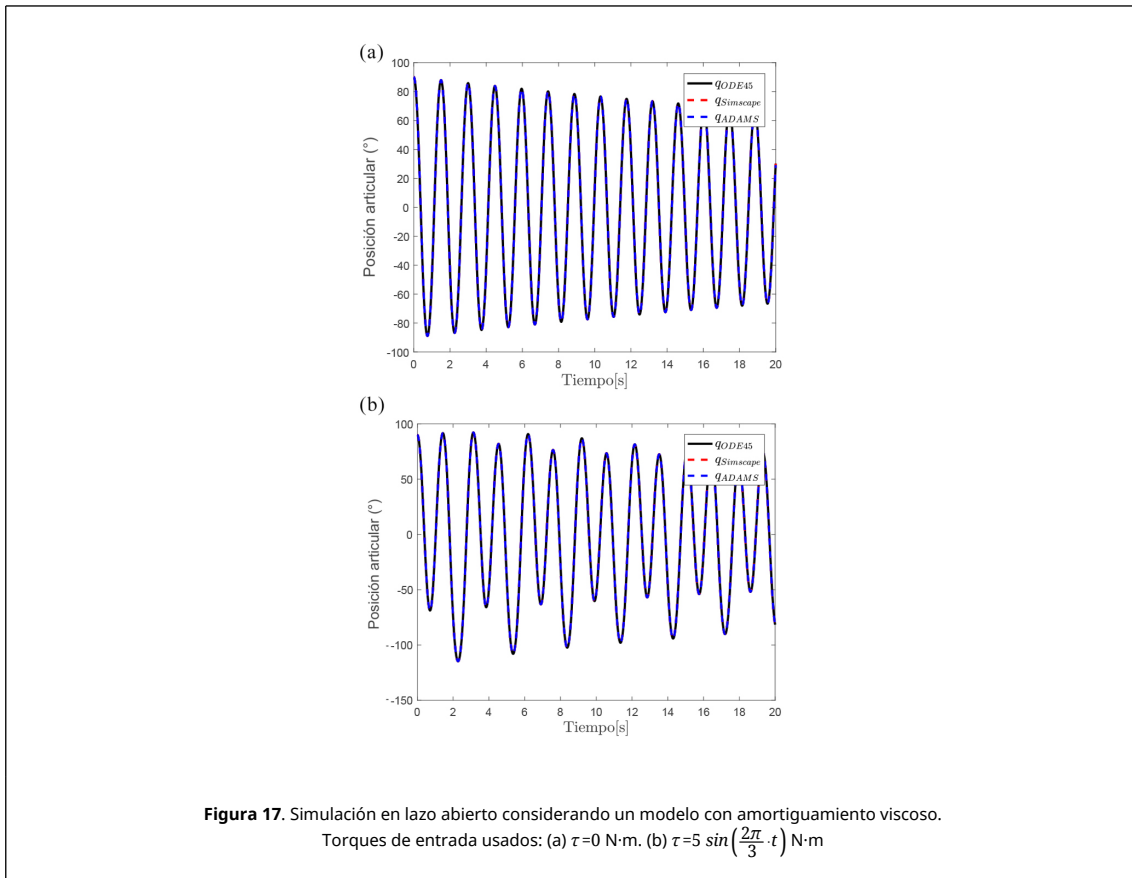 (a)
100
80
60
40
20
0
-20
-40
-60
-80
-100
Posición articular (°)
q_ODE45
q_Simscape
q_ADAMS
0 2 4 6 8 10 12 14 16 18 20
Tiempo[s]
(b)
100
50
0
-50
-100
-150
Posición articular (°)
q_ODE45
q_Simscape
q_ADAMS
0 2 4 6 8 10 12 14 16 18 20
Tiempo[s]
Figura 17. Simulación en lazo abierto considerando un modelo con amortiguamiento viscoso.
Torques de entrada usados: (a) τ=0 N·m. (b) τ=5 sin(2π/3 ·t) N·m